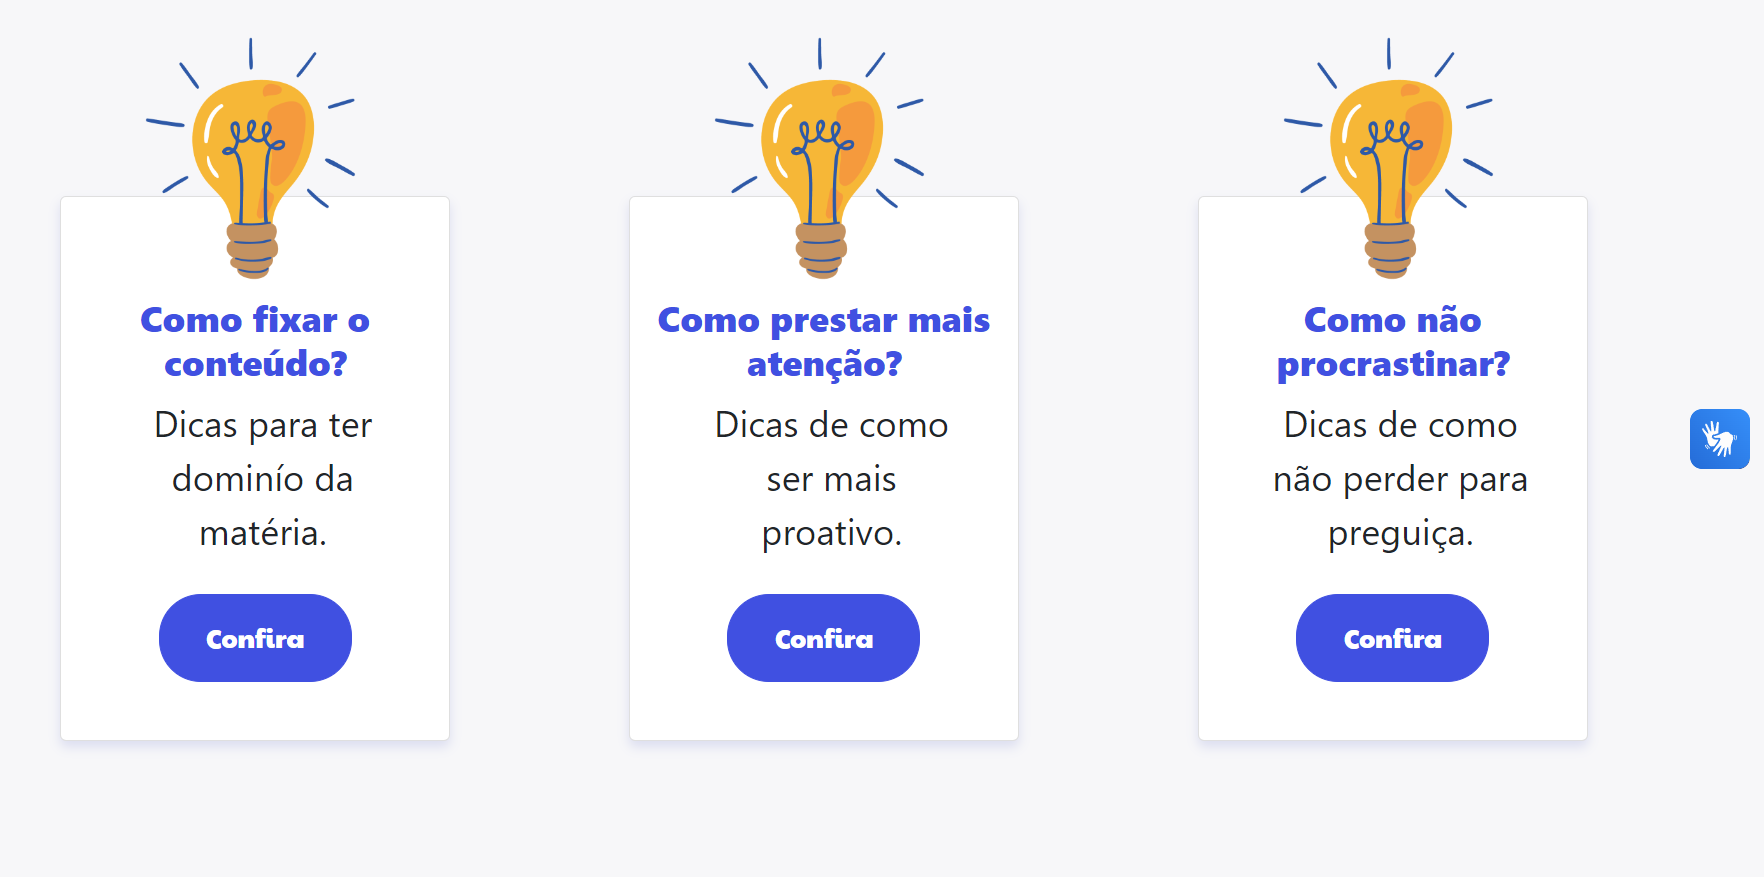 Como fixar o
conteúdo?
Dicas para ter
dominío da
matéria.
Confira
Como prestar mais
atenção?
Dicas de como
ser mais
proativo.
Confira
Como não
procrastinar?
Dicas de como
não perder para
preguiça.
Confira